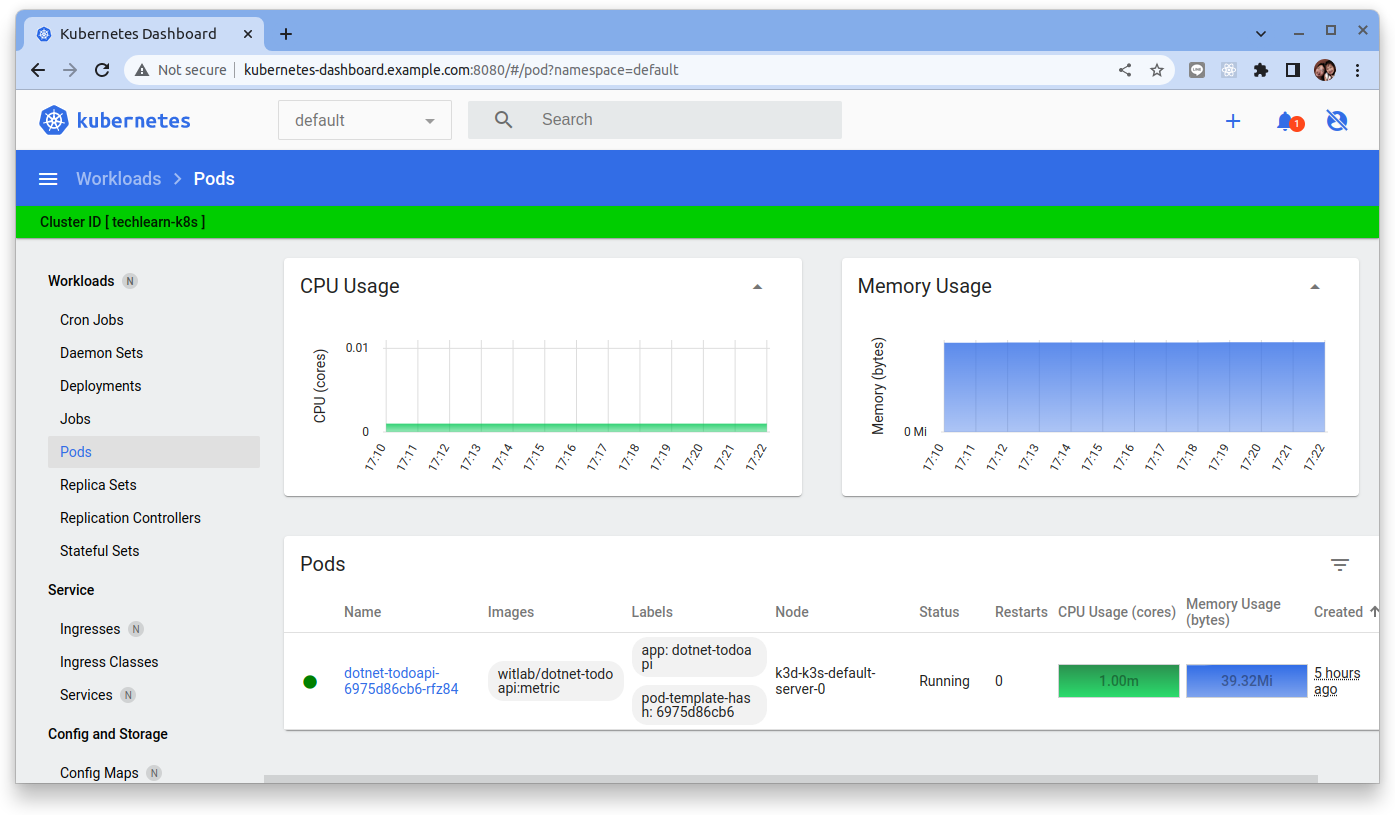 Kubernetes Dashboard
Not secure kubernetes-dashboard.example.com:8080/#/pod?namespace=default
kubernetes
default
Search
1
Workloads > Pods
Cluster ID [ techlearn-k8s ]
Workloads N
Cron Jobs
Daemon Sets
Deployments
Jobs
Pods
Replica Sets
Replication Controllers
Stateful Sets
Service
Ingresses N
Ingress Classes
Services N
Config and Storage
Config Maps N
CPU Usage
CPU (cores)
0.01
0
17:10 17:11 17:12 17:13 17:14 17:15 17:16 17:17 17:18 17:19 17:20 17:21 17:22
Memory Usage
Memory (bytes)
0 Mi
17:10 17:11 17:12 17:13 17:14 17:15 17:16 17:17 17:18 17:19 17:20 17:21 17:22
Pods
Name Images Labels Node Status Restarts CPU Usage (cores) Memory Usage
(bytes) Created
dotnet-todoapi-
6975d86cb6-rfz84
witlab/dotnet-todo
api:metric
app: dotnet-todoa
pi
pod-template-has
h: 6975d86cb6
k3d-k3s-default-
server-0
Running
0
1.00m
39.32Mi
5 hours
ago